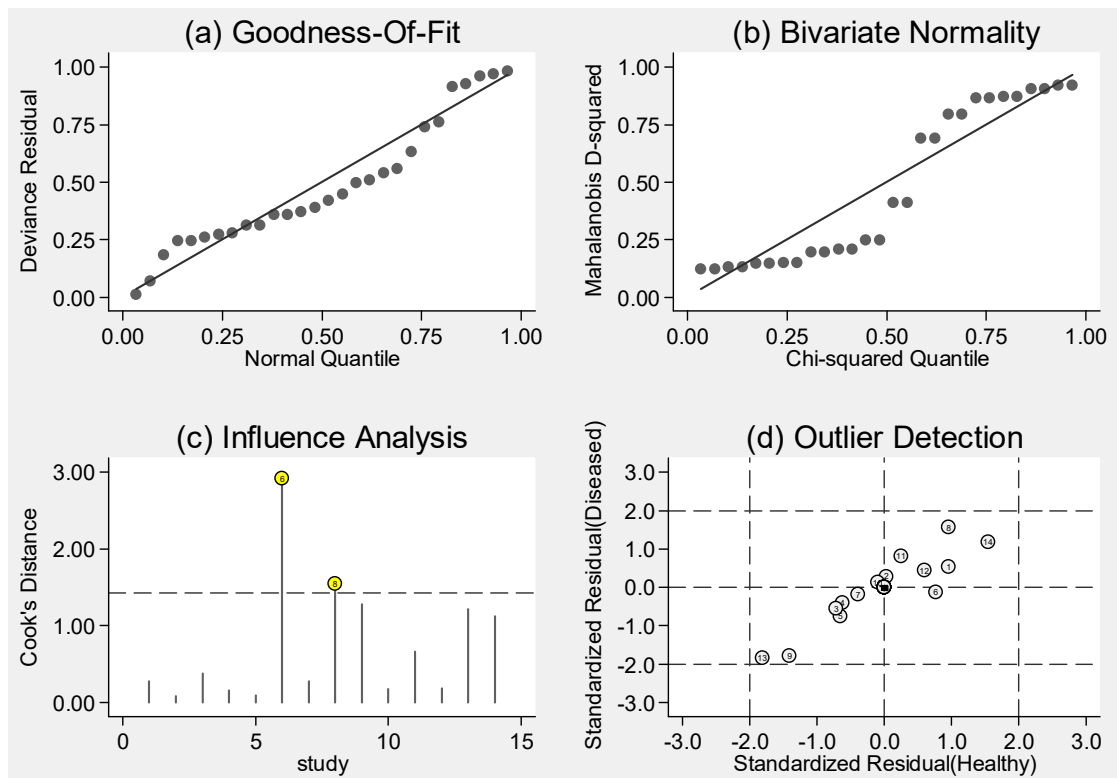 (a) Goodness-Of-Fit
Deviance Residual
1.00
0.75
0.50
0.25
0.00
0.00 0.25 0.50 0.75 1.00
Normal Quantile
(b) Bivariate Normality
Mahalanobis D-squared
1.00
0.75
0.50
0.25
0.00
0.00 0.25 0.50 0.75 1.00
Chi-squared Quantile
(c) Influence Analysis
Cook's Distance
3.00
2.00
1.00
0.00
6
8
0 5 10 15
study
(d) Outlier Detection
Standardized Residual(Diseased)
3.0
2.0
1.0
0.0
-1.0
-2.0
-3.0
8
14
11
12
1
2
6
7
3
5
13
9
-3.0 -2.0 -1.0 0.0 1.0 2.0 3.0
Standardized Residual(Healthy)